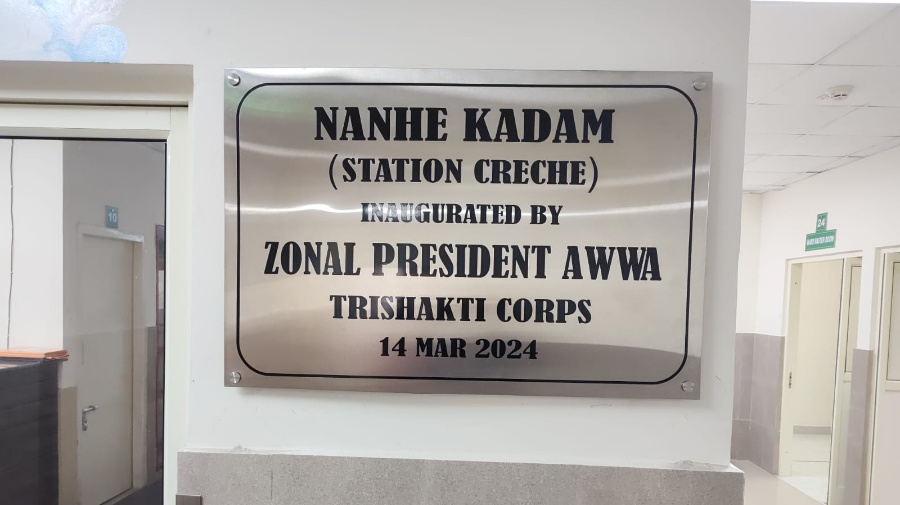 NANHE KADAM
(STATION CRECHE)
INAUGURATED BY
ZONAL PRESIDENT AWWA
TRISHAKTI CORPS
14 MAR 2024
10
24